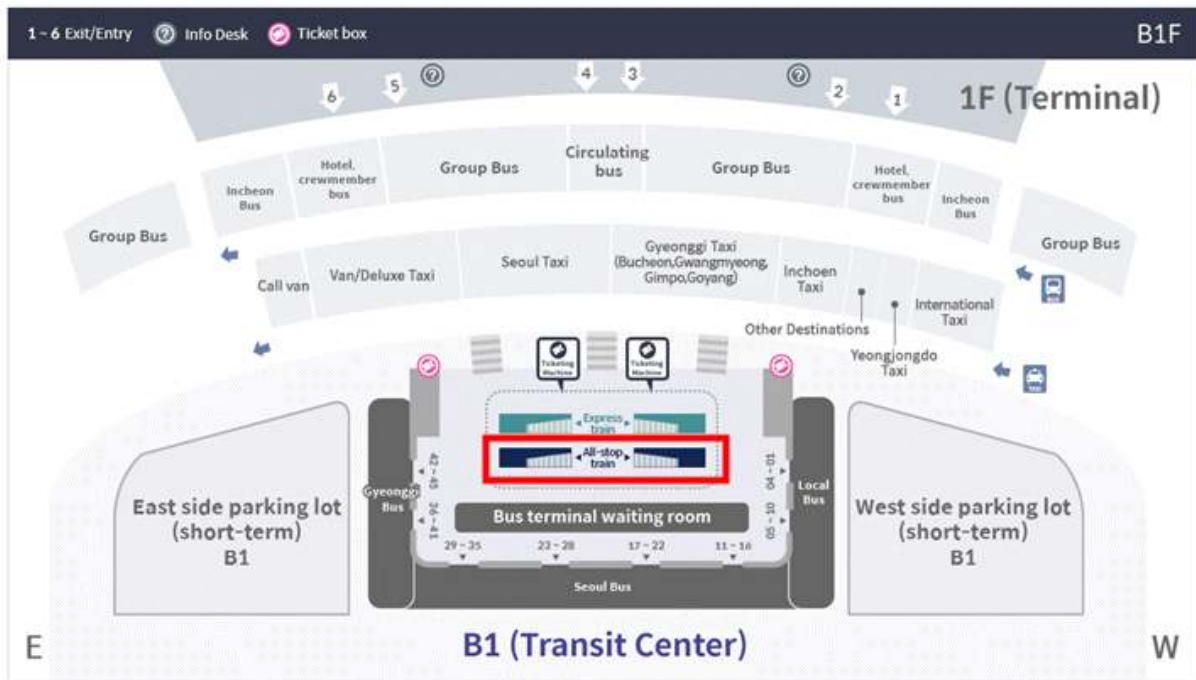 1 ~ 6 Exit/Entry
Info Desk
Ticket box
B1F
1F (Terminal)
6
5
4
3
2
1
Group Bus
Incheon
Bus
Hotel,
crewmember
bus
Group Bus
Circulating
bus
Group Bus
Hotel,
crewmember
bus
Incheon
Bus
Group Bus
Call van
Van/Deluxe Taxi
Seoul Taxi
Gyeonggi Taxi
(Bucheon,Gwangmyeong,
Gimpo,Goyang)
Inchoen
Taxi
Other Destinations
Yeongjongdo
Taxi
International
Taxi
Ticketing
Machine
Ticketing
Machine
Express
train
All-stop
train
East side parking lot
(short-term)
B1
Gyeonggi
Bus
42 ~ 45
36 ~ 41
Bus terminal waiting room
29 ~ 35
23 ~ 28
17 ~ 22
11 ~ 16
04 ~ 01
05 ~ 10
Local
Bus
Seoul Bus
West side parking lot
(short-term)
B1
E
B1 (Transit Center)
W